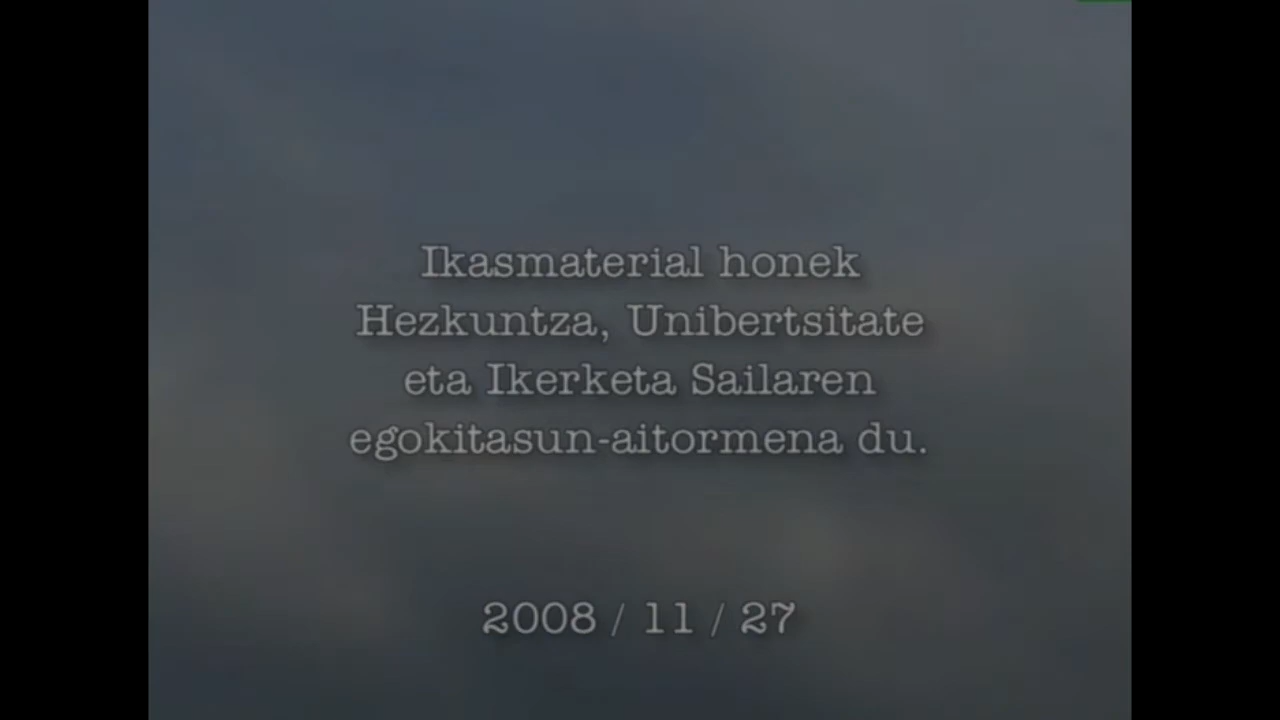 Ikasmaterial honek
Hezkuntza, Unibertsitate
eta Ikerketa Sailaren
egokitasun-aitormena du.
2008 / 11 / 27